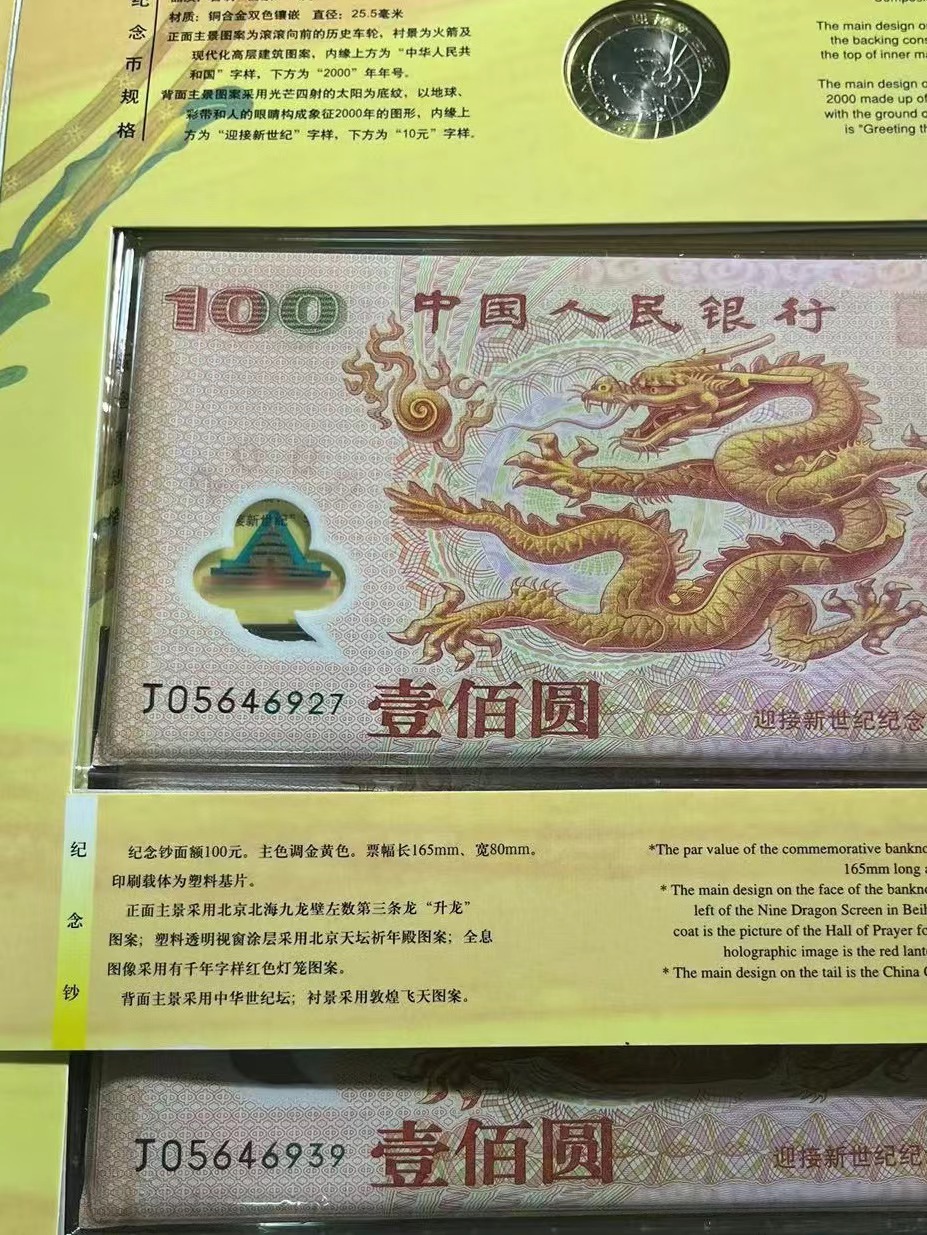 纪
念
币
规
格
材质：铜合金双色镶嵌 直径：25.5毫米
正面主景图案为滚滚向前的历史车轮，衬景为火箭及
现代化高层建筑图案，内缘上方为“中华人民共
和国”字样，下方为“2000”年年号。
背面主景图案采用光芒四射的太阳为底纹，以地球、
彩带和人的眼睛构成象征2000年的图形，内缘上
方为“迎接新世纪”字样，下方为“10元”字样。
The main design o
the backing cons
the top of inner ma
The main design o
2000 made up of
with the ground o
is "Greeting th
100
中国人民银行
接新世纪”
J05646927
壹佰圆
迎接新世纪纪念
纪
念
钞
纪念钞面额100元。主色调金黄色。票幅长165mm、宽80mm。
印刷载体为塑料基片。
正面主景采用北京北海九龙壁左数第三条龙“升龙”
图案；塑料透明视窗涂层采用北京天坛祈年殿图案；全息
图像采用有千年字样红色灯笼图案。
背面主景采用中华世纪坛；衬景采用敦煌飞天图案。
*The par value of the commemorative bankno
165mm long a
* The main design on the face of the bankno
left of the Nine Dragon Screen in Beih
coat is the picture of the Hall of Prayer fo
holographic image is the red lante
* The main design on the tail is the China C
J05646939
壹佰圆
迎接新世纪纪